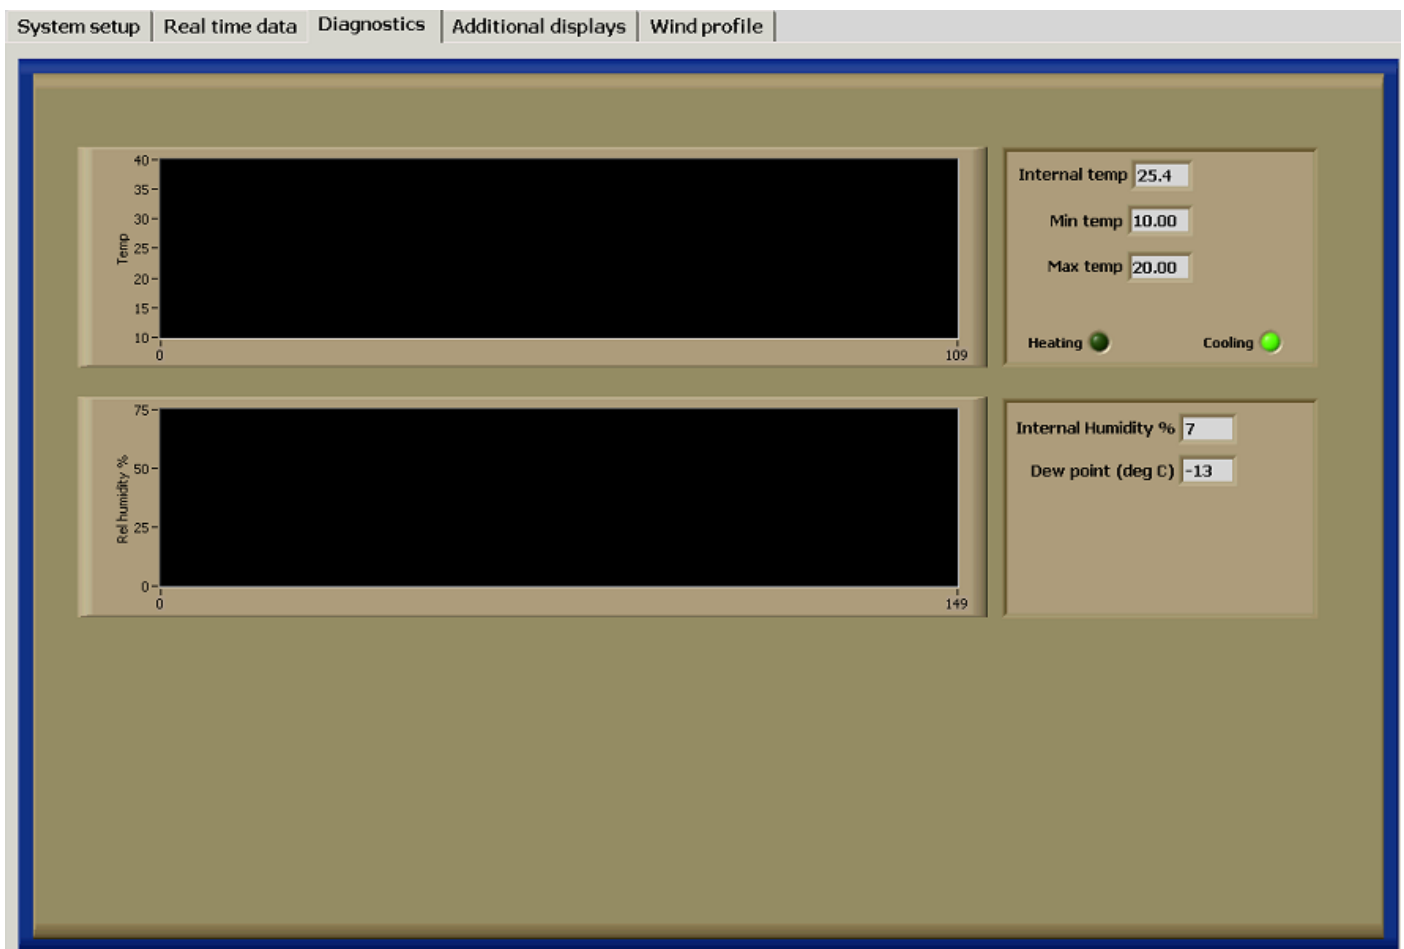 System setup Real time data Diagnostics Additional displays Wind profile
40
35
30
25
20
15
10
Temp
0 109
Internal temp 25.4
Min temp 10.00
Max temp 20.00
Heating Cooling
75
50
25
0
Rel humidity %
0 149
Internal Humidity % 7
Dew point (deg C) -13